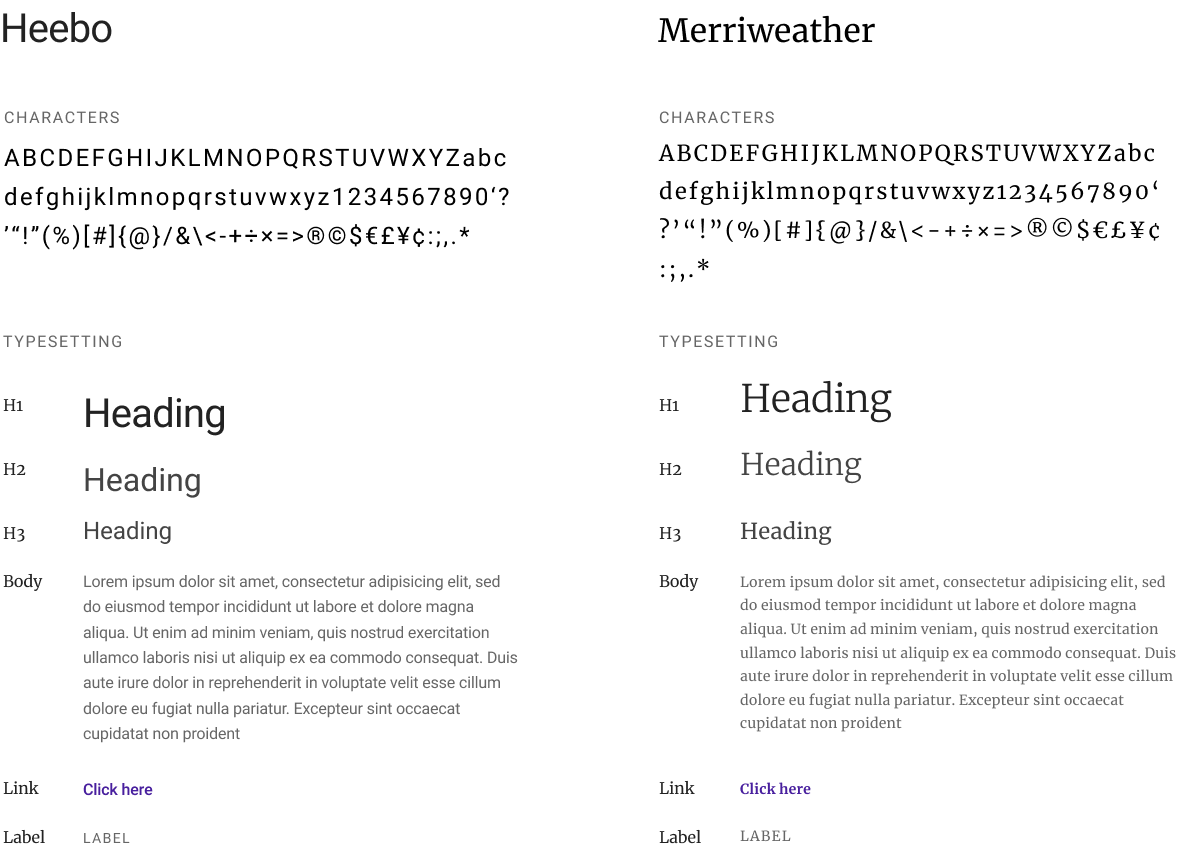 Heebo
CHARACTERS
ABCDEFGHIJKLMNOPQRSTUVWXYZabc
defghijklmnopqrstuvwxyz1234567890‘?
’“!”(%)[#]{@}/&\<-+÷×=>®©$€£¥¢:;,.*
TYPESETTING
H1 Heading
H2 Heading
H3 Heading
Body Lorem ipsum dolor sit amet, consectetur adipisicing elit, sed
do eiusmod tempor incididunt ut labore et dolore magna
aliqua. Ut enim ad minim veniam, quis nostrud exercitation
ullamco laboris nisi ut aliquip ex ea commodo consequat. Duis
aute irure dolor in reprehenderit in voluptate velit esse cillum
dolore eu fugiat nulla pariatur. Excepteur sint occaecat
cupidatat non proident
Link Click here
Label LABEL
Merriweather
CHARACTERS
ABCDEFGHIJKLMNOPQRSTUVWXYZabc
defghijklmnopqrstuvwxyz1234567890‘
?’“!”(%)[#]{@}/&\<-+÷×=>®©$€£¥¢
:;,.*
TYPESETTING
H1 Heading
H2 Heading
H3 Heading
Body Lorem ipsum dolor sit amet, consectetur adipisicing elit, sed
do eiusmod tempor incididunt ut labore et dolore magna
aliqua. Ut enim ad minim veniam, quis nostrud exercitation
ullamco laboris nisi ut aliquip ex ea commodo consequat. Duis
aute irure dolor in reprehenderit in voluptate velit esse cillum
dolore eu fugiat nulla pariatur. Excepteur sint occaecat
cupidatat non proident
Link Click here
Label LABEL